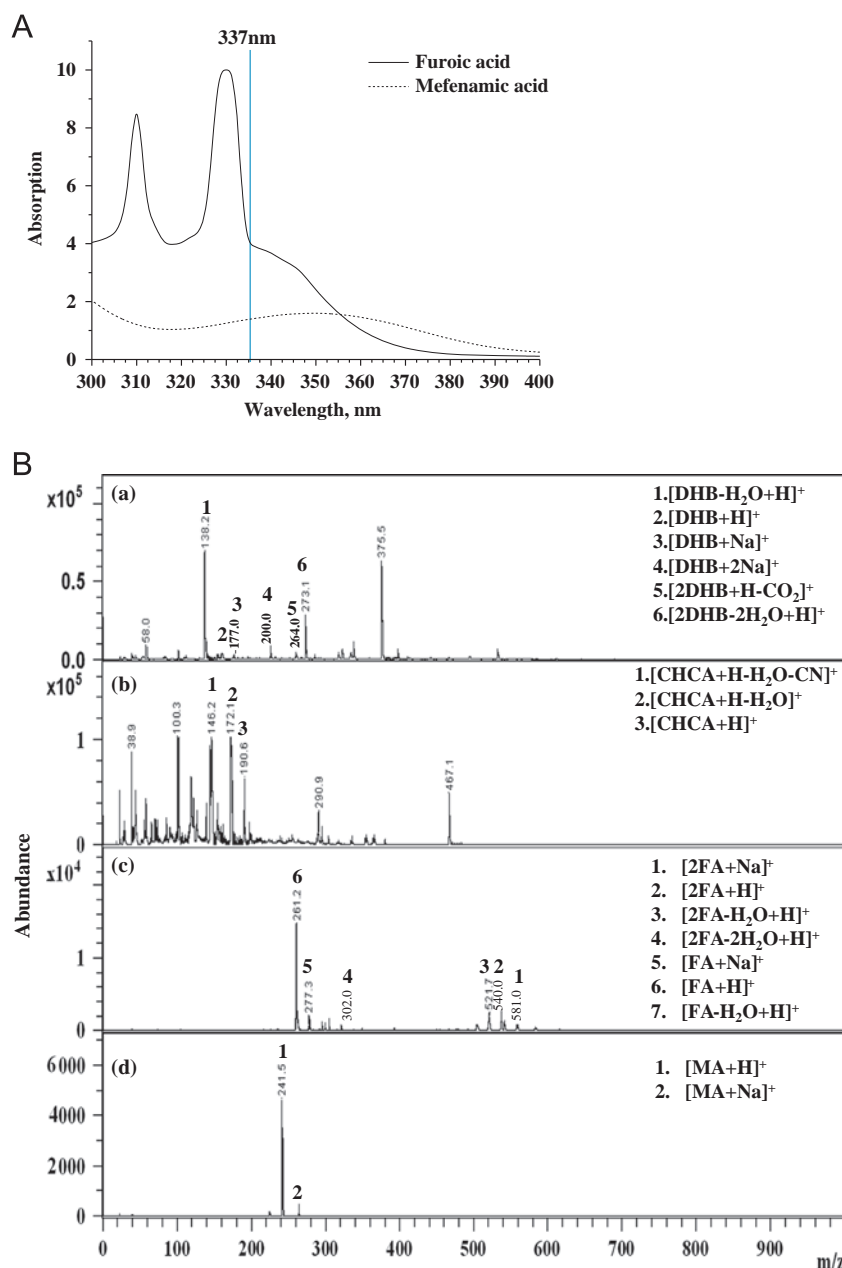 A
337nm
Furoic acid
Mefenamic acid
10
8
6
4
2
0
Absorption
300 310 320 330 340 350 360 370 380 390 400
Wavelength, nm
B
(a)
x10⁵
0.5
0.0
58.0
1
138.2
2
3
177.0
4
200.0
5
264.0
6
273.1
375.5
1.[DHB-H₂O+H]⁺
2.[DHB+H]⁺
3.[DHB+Na]⁺
4.[DHB+2Na]⁺
5.[2DHB+H-CO₂]⁺
6.[2DHB-2H₂O+H]⁺
(b)
x10⁵
1
0
38.9
100.3
1
146.2
2
172.1
3
190.6
290.9
467.1
1.[CHCA+H-H₂O-CN]⁺
2.[CHCA+H-H₂O]⁺
3.[CHCA+H]⁺
(c)
x10⁴
1
0
6
261.2
5
277.3
4
302.0
3
521.7
2
540.0
1
581.0
1. [2FA+Na]⁺
2. [2FA+H]⁺
3. [2FA-H₂O+H]⁺
4. [2FA-2H₂O+H]⁺
5. [FA+Na]⁺
6. [FA+H]⁺
7. [FA-H₂O+H]⁺
(d)
6000
4000
2000
0
1
241.5
2
1. [MA+H]⁺
2. [MA+Na]⁺
Abundance
0 100 200 300 400 500 600 700 800 900
m/z